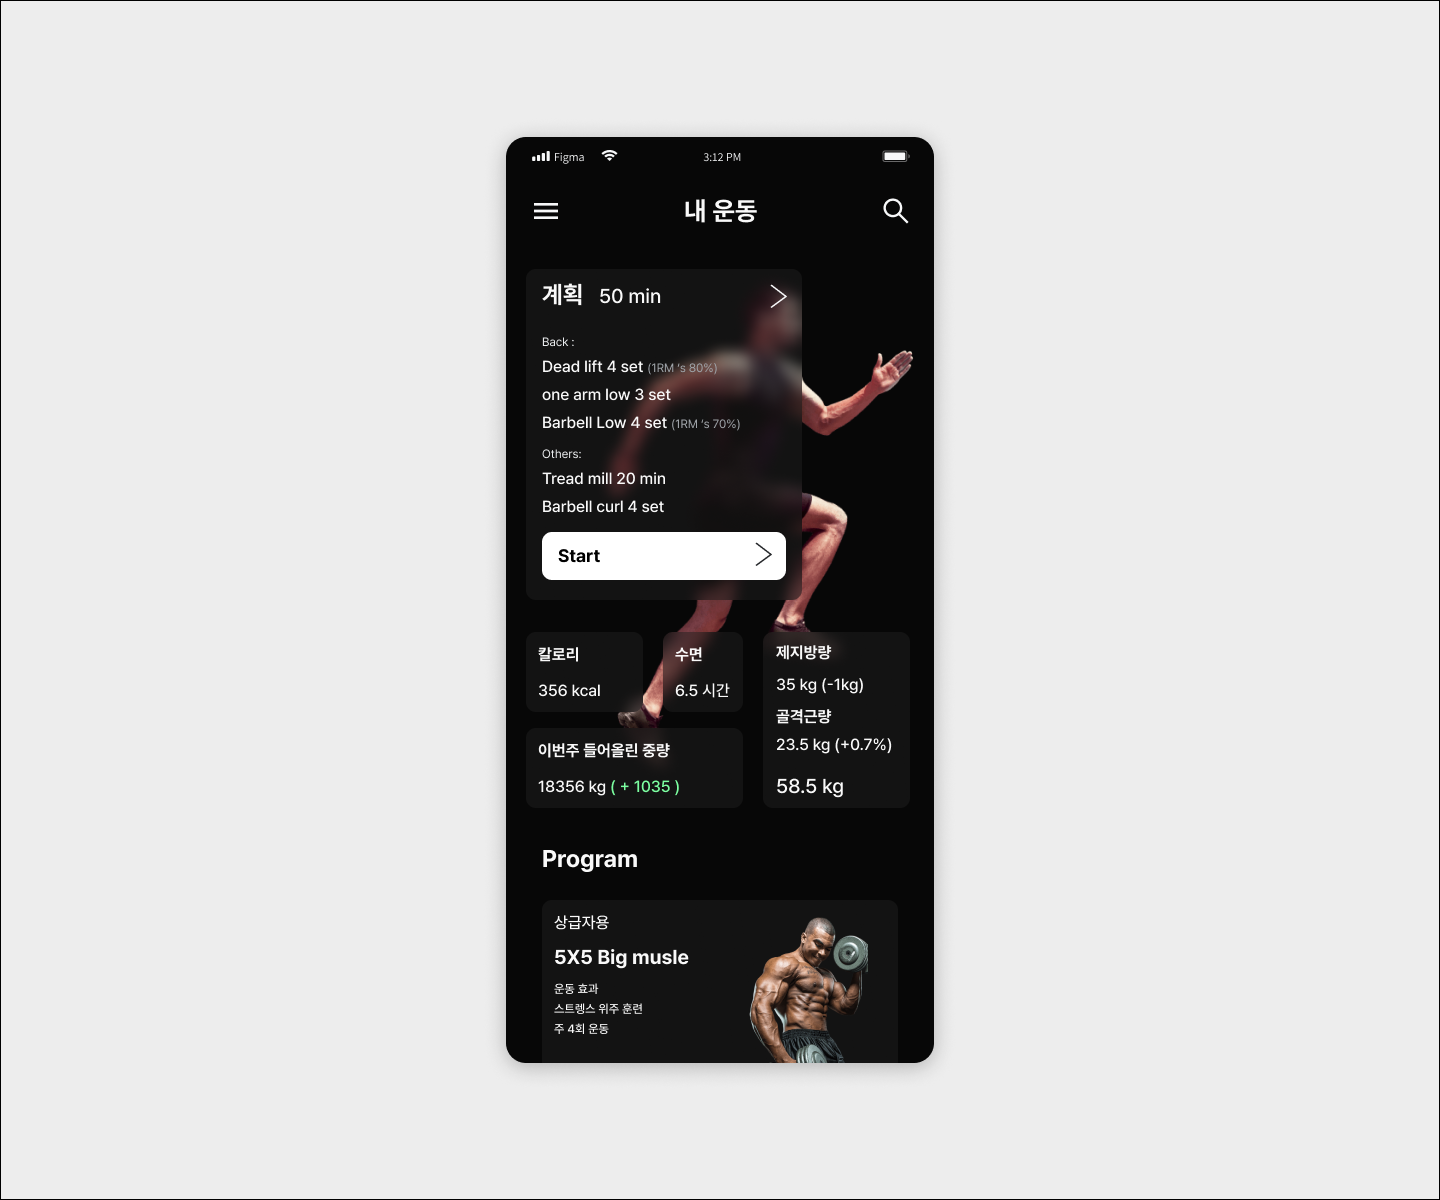 Figma
3:12 PM
내 운동
계획 50 min
Back :
Dead lift 4 set (1RM ‘s 80%)
one arm low 3 set
Barbell Low 4 set (1RM ‘s 70%)
Others:
Tread mill 20 min
Barbell curl 4 set
Start
칼로리
356 kcal
수면
6.5 시간
제지방량
35 kg (-1kg)
골격근량
23.5 kg (+0.7%)
58.5 kg
이번주 들어올린 중량
18356 kg ( + 1035 )
Program
상급자용
5X5 Big musle
운동 효과
스트렝스 위주 훈련
주 4회 운동